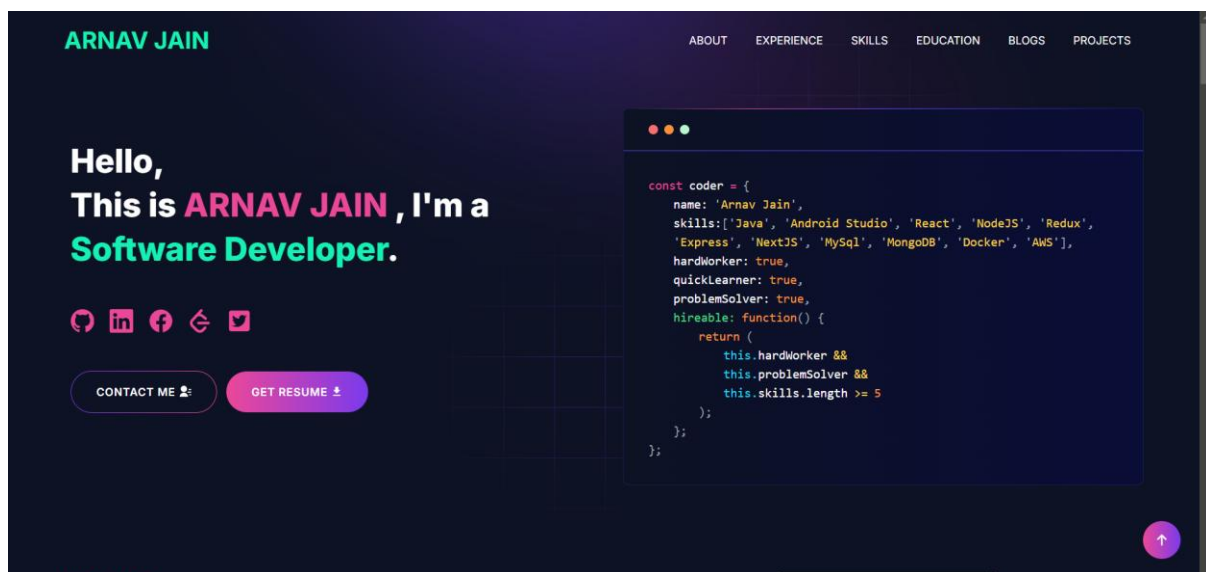 ARNAV JAIN
ABOUT EXPERIENCE SKILLS EDUCATION BLOGS PROJECTS
Hello,
This is ARNAV JAIN , I'm a
Software Developer.
CONTACT ME
GET RESUME
const coder = {
name: 'Arnav Jain',
skills:['Java', 'Android Studio', 'React', 'NodeJS', 'Redux',
'Express', 'NextJS', 'MySql', 'MongoDB', 'Docker', 'AWS'],
hardWorker: true,
quickLearner: true,
problemSolver: true,
hireable: function() {
return (
this.hardWorker &&
this.problemSolver &&
this.skills.length >= 5
);
};
};